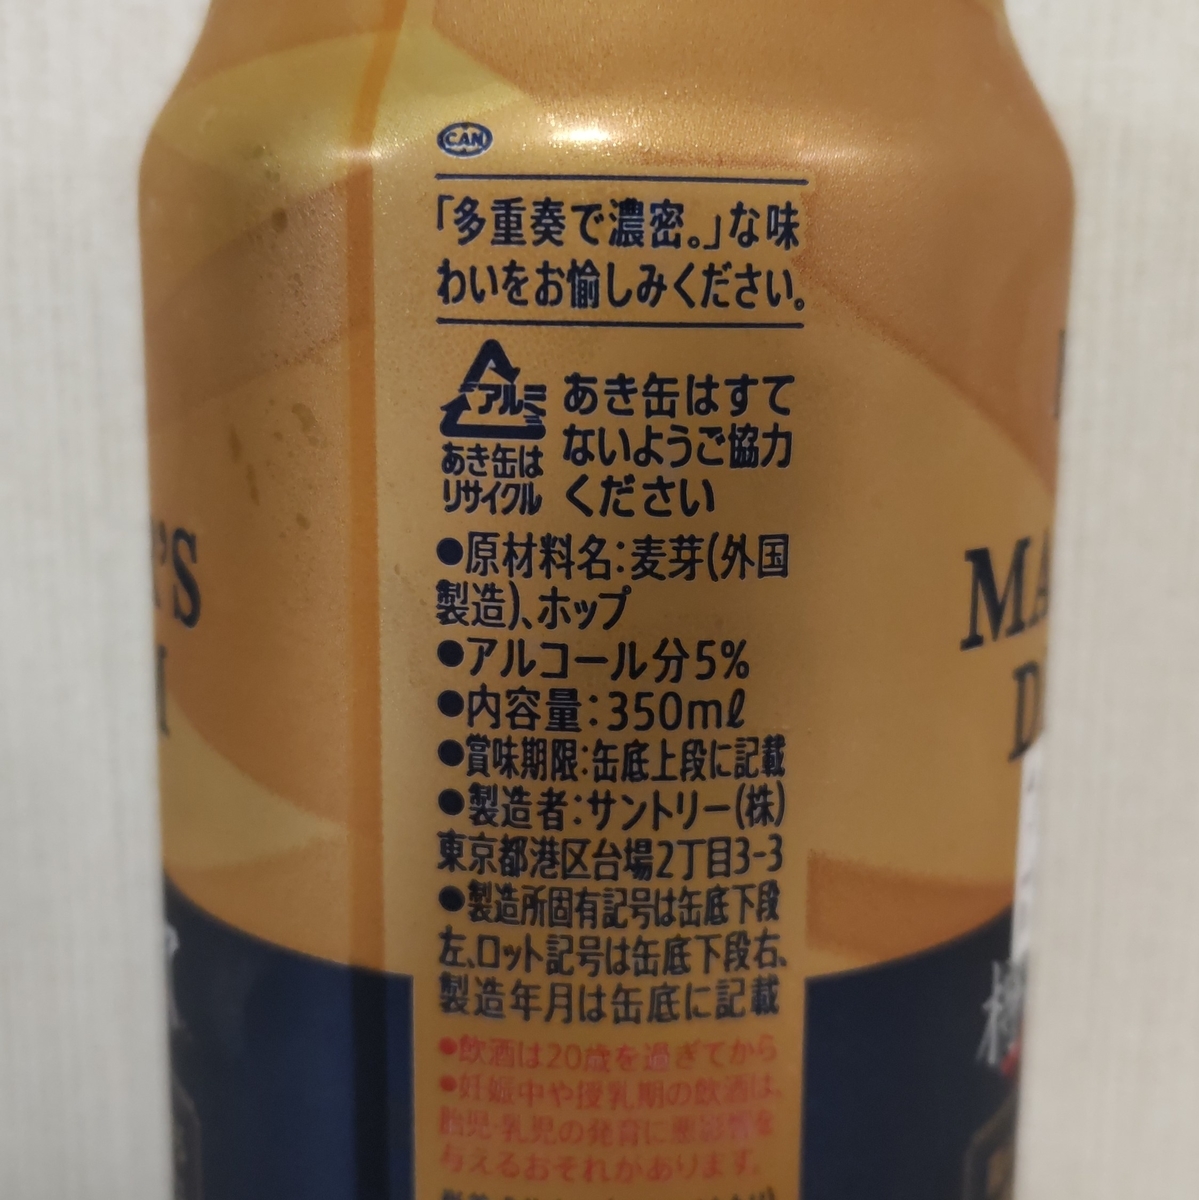 CAN
「多重奏で濃密。」な味
わいをお愉しみください。
アルミ
あき缶は
リサイクル
あき缶はすて
ないようご協力
ください
●原材料名:麦芽(外国
製造)、ホップ
●アルコール分5%
●内容量:350mℓ
●賞味期限:缶底上段に記載
●製造者:サントリー(株)
東京都港区台場2丁目3-3
●製造所固有記号は缶底下段
左、ロット記号は缶底下段右、
製造年月は缶底に記載
●飲酒は20歳を過ぎてから
●妊娠中や授乳期の飲酒は、
胎児・乳児の発育に悪影響を
与えるおそれがあります。
'S
MA
D